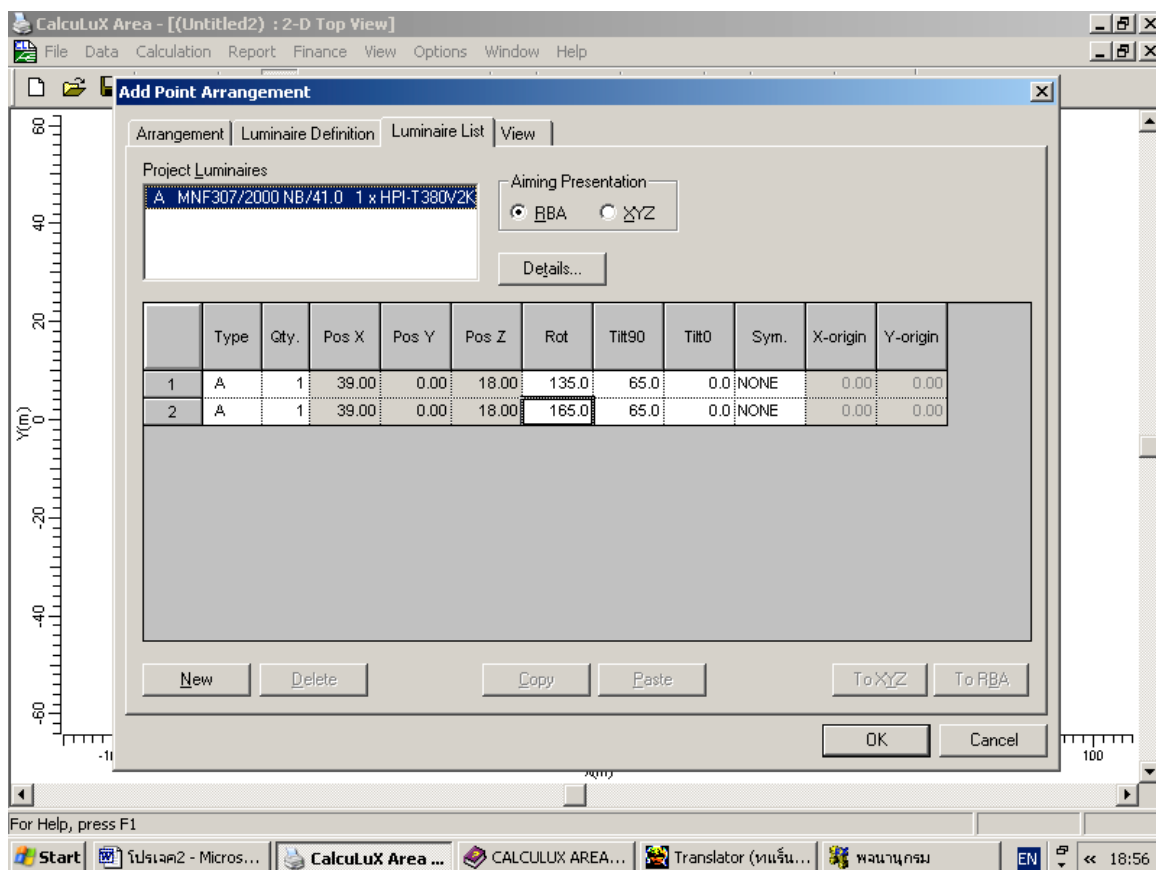 CalcuLuX Area - [(Untitled2) : 2-D Top View]
File Data Calculation Report Finance View Options Window Help
Add Point Arrangement
Arrangement Luminaire Definition Luminaire List View
Project Luminaires
A MNF307/2000 NB/41.0 1 x HPI-T380V2K
Aiming Presentation
RBA XYZ
Details...
Type Qty. Pos X Pos Y Pos Z Rot Tilt90 Tilt0 Sym. X-origin Y-origin
1 A 1 39.00 0.00 18.00 135.0 65.0 0.0 NONE 0.00 0.00
2 A 1 39.00 0.00 18.00 165.0 65.0 0.0 NONE 0.00 0.00
New Delete Copy Paste To XYZ To RBA
OK Cancel
60
40
20
0
-20
-40
-60
Y(m)
100
X(m)
For Help, press F1
Start โปรเจค2 - Micros... CalcuLuX Area ... CALCULUX AREA... Translator (ทแร็น... พจนานุกรม EN « 18:56